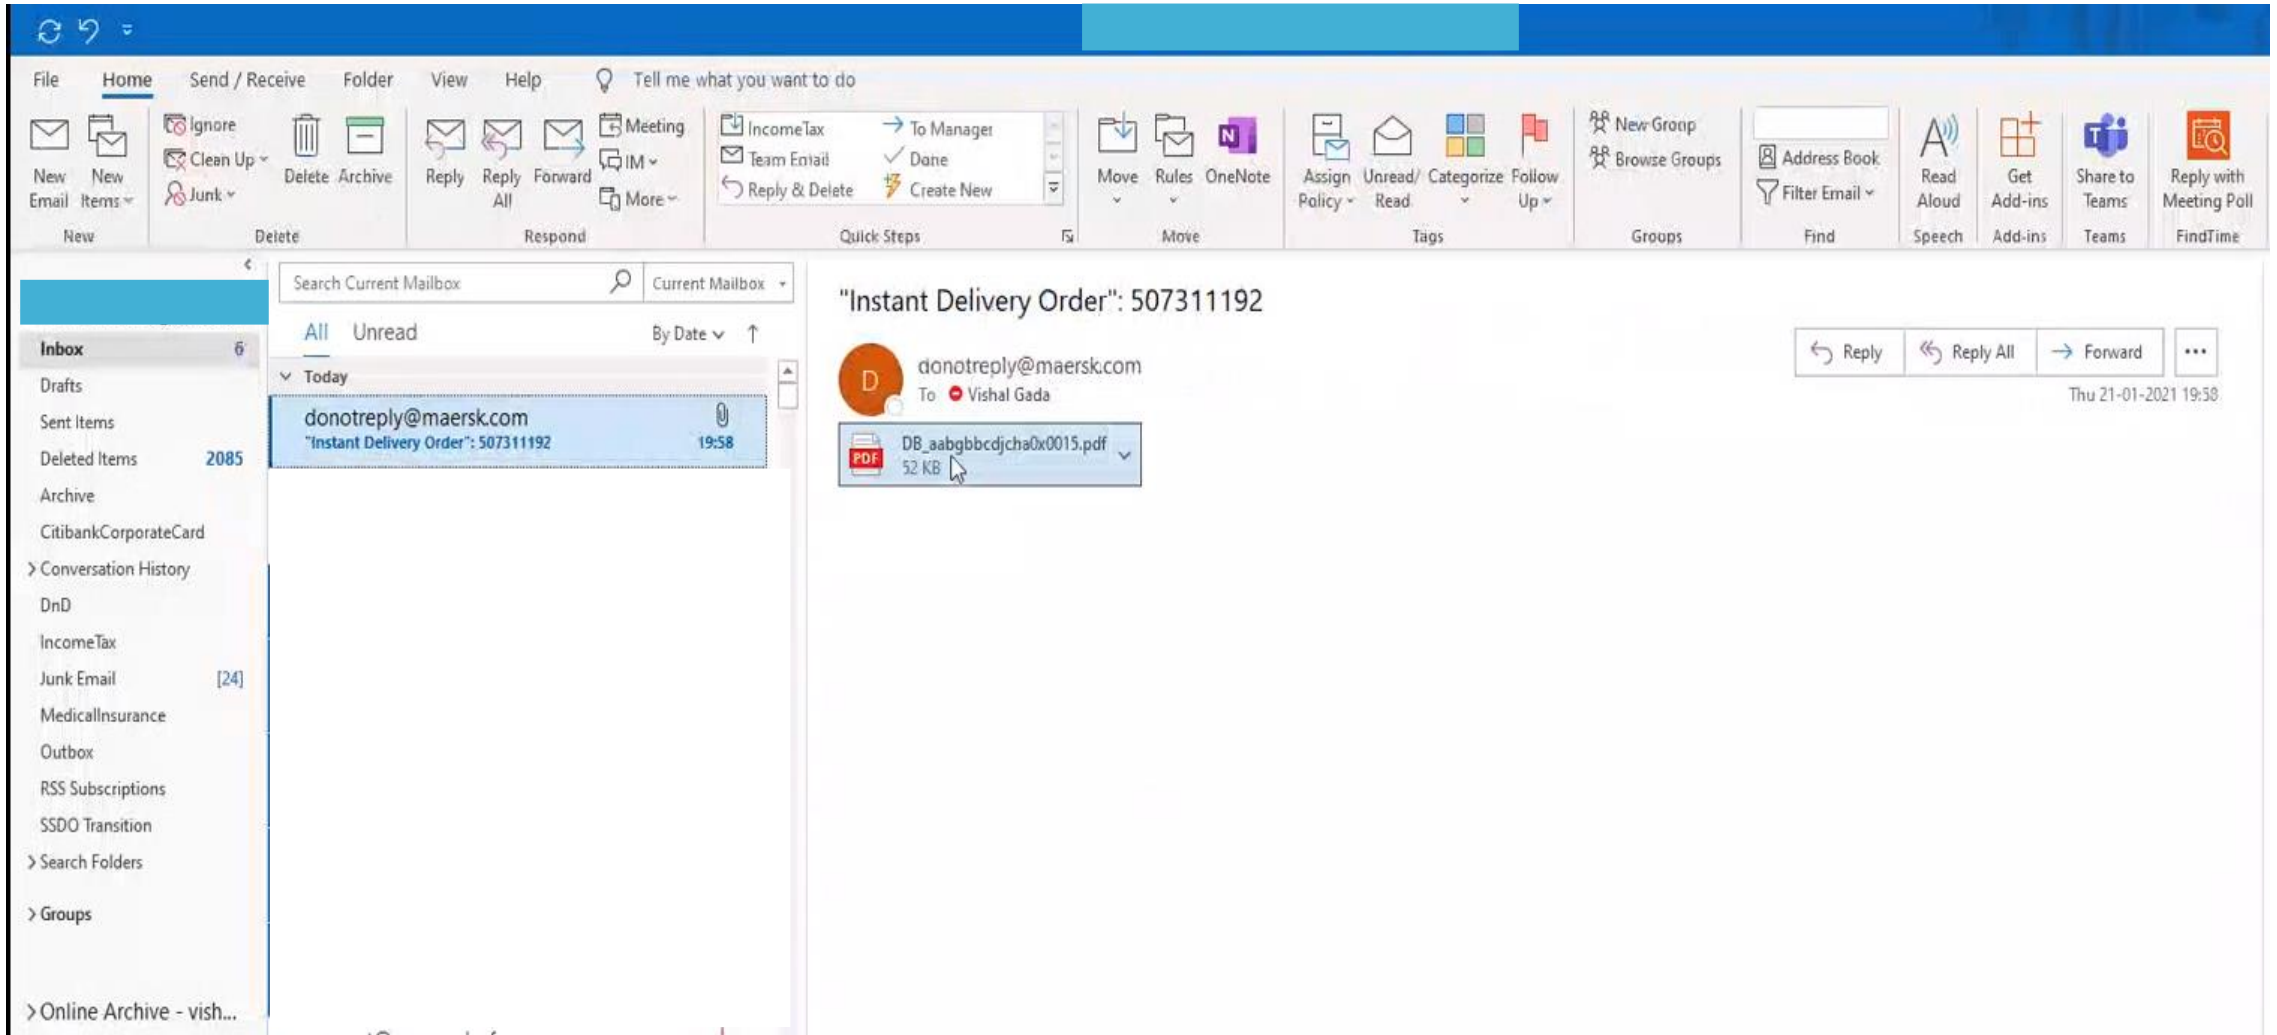 File Home Send / Receive Folder View Help Tell me what you want to do
New Email
New Items
Ignore
Clean Up
Junk
Delete Archive
Reply
Reply All
Forward
Meeting
IM
More
IncomeTax
Team Email
Reply & Delete
To Manager
Done
Create New
Move Rules OneNote
Assign Policy
Unread/ Read
Categorize
Follow Up
New Group
Browse Groups
Address Book
Filter Email
Read Aloud
Get Add-ins
Share to Teams
Reply with Meeting Poll
New Delete Respond Quick Steps Move Tags Groups Find Speech Add-ins Teams FindTime
Inbox 6
Drafts
Sent Items
Deleted Items 2085
Archive
CitibankCorporateCard
Conversation History
DnD
IncomeTax
Junk Email [24]
MedicalInsurance
Outbox
RSS Subscriptions
SSDO Transition
Search Folders
Groups
Online Archive - vish...
Search Current Mailbox Current Mailbox
All Unread By Date
Today
donotreply@maersk.com
"Instant Delivery Order": 507311192 19:58
"Instant Delivery Order": 507311192
D
donotreply@maersk.com
To Vishal Gada
Reply Reply All Forward ...
Thu 21-01-2021 19:58
PDF
DB_aabgbbcdjcha0x0015.pdf
52 KB